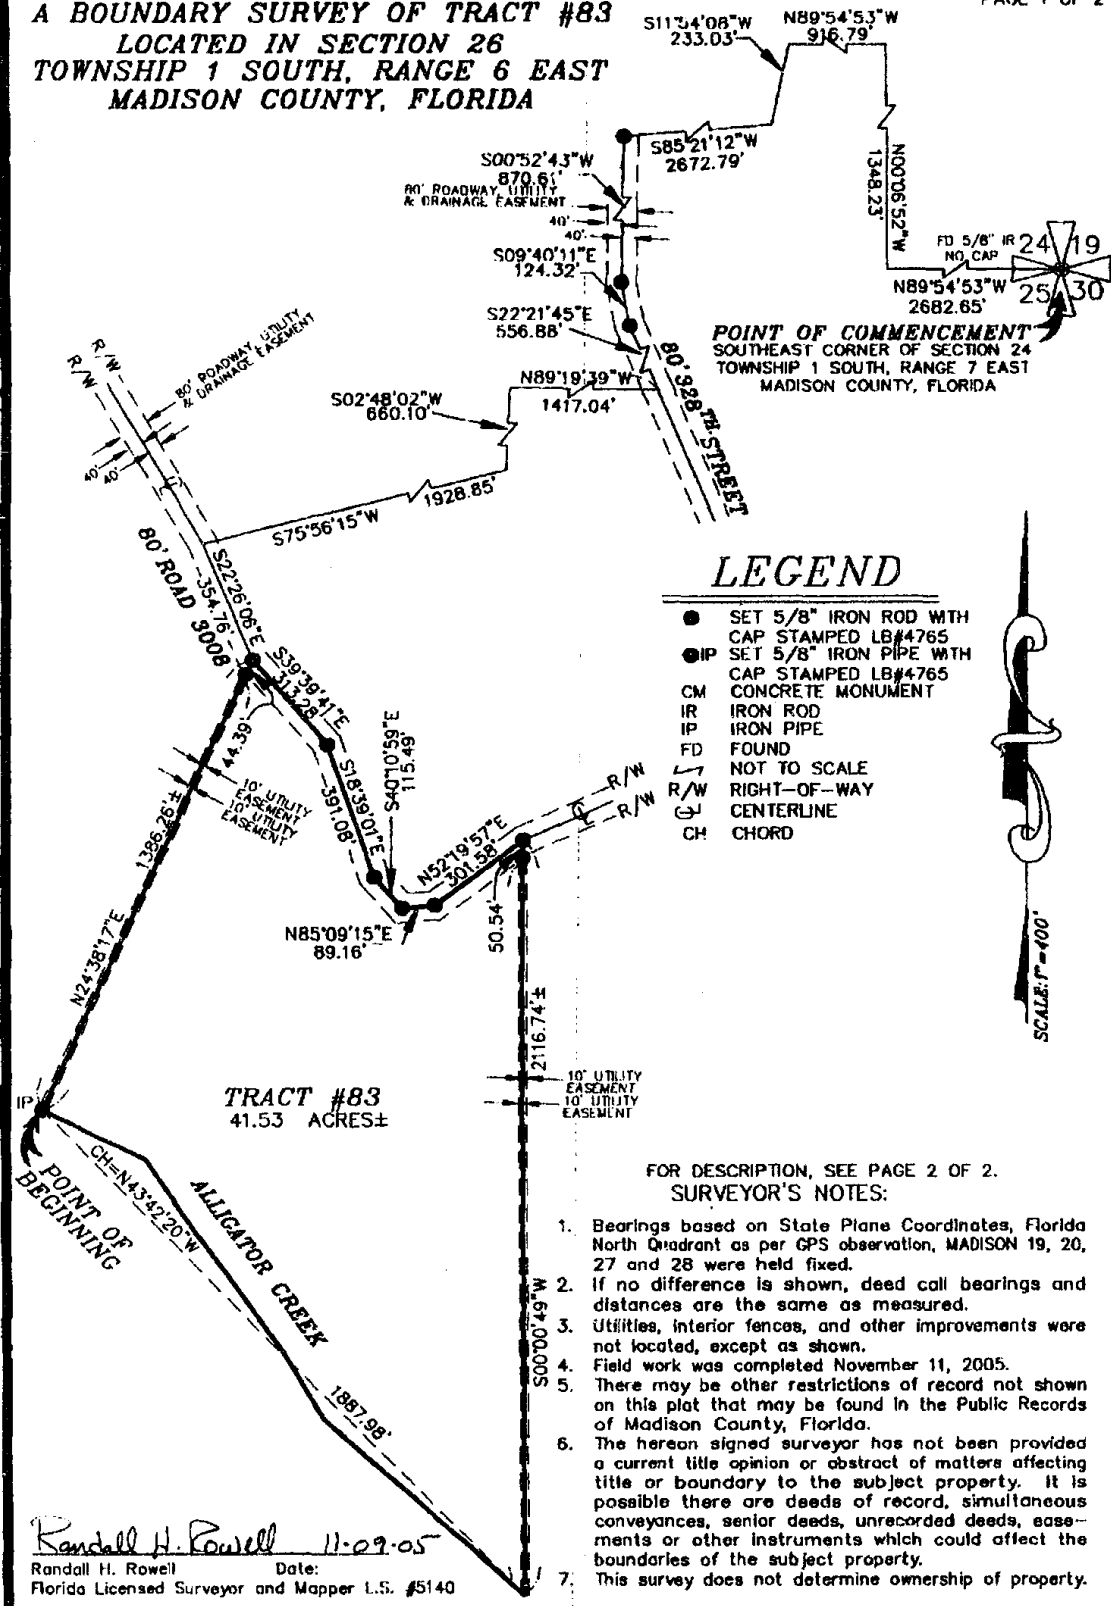 A BOUNDARY SURVEY OF TRACT #83
LOCATED IN SECTION 26
TOWNSHIP 1 SOUTH, RANGE 6 EAST
MADISON COUNTY, FLORIDA
PAGE 1 OF 2
S11°54'08"W
233.03'
N89°54'53"W
916.79'
S85°21'12"W
2672.79'
N00°06'52"W
1348.23'
S00°52'43"W
870.61'
80' ROADWAY, UTILITY
& DRAINAGE EASEMENT
40'
40'
FD 5/8" IR
NO CAP
24
19
25
30
N89°54'53"W
2682.65'
S09°40'11"E
124.32'
S22°21'45"E
556.88'
POINT OF COMMENCEMENT
SOUTHEAST CORNER OF SECTION 24
TOWNSHIP 1 SOUTH, RANGE 7 EAST
MADISON COUNTY, FLORIDA
80' 328TH STREET
N89°19'39"W
1417.04'
S02°48'02"W
660.10'
R/W
R/W
80' ROADWAY, UTILITY
& DRAINAGE EASEMENT
40'
40'
1928.85'
S75°56'15"W
80' ROAD 3008
S22°26'06"E
354.76'
LEGEND
SET 5/8" IRON ROD WITH
CAP STAMPED LB#4765
IP SET 5/8" IRON PIPE WITH
CAP STAMPED LB#4765
CM CONCRETE MONUMENT
IR IRON ROD
IP IRON PIPE
FD FOUND
NOT TO SCALE
R/W RIGHT-OF-WAY
CENTERLINE
CH CHORD
S39°39'41"E
313.28'
44.39'
S18°39'01"E
391.08'
S40°10'59"E
115.49'
10' UTILITY
EASEMENT
10' UTILITY
EASEMENT
R/W
R/W
N52°19'57"E
301.58'
N85°09'15"E
89.16'
50.54'
1386.26'±
N24°38'17"E
2116.74'±
SCALE: 1"=400'
10' UTILITY
EASEMENT
10' UTILITY
EASEMENT
TRACT #83
41.53 ACRES±
IP
POINT OF
BEGINNING
CH=N43°42'20"W
ALLIGATOR CREEK
1887.98'
S00°00'49"W
FOR DESCRIPTION, SEE PAGE 2 OF 2.
SURVEYOR'S NOTES:
1. Bearings based on State Plane Coordinates, Florida
North Quadrant as per GPS observation, MADISON 19, 20,
27 and 28 were held fixed.
2. If no difference is shown, deed call bearings and
distances are the same as measured.
3. Utilities, interior fences, and other improvements were
not located, except as shown.
4. Field work was completed November 11, 2005.
5. There may be other restrictions of record not shown
on this plat that may be found in the Public Records
of Madison County, Florida.
6. The hereon signed surveyor has not been provided
a current title opinion or abstract of matters affecting
title or boundary to the subject property. It is
possible there are deeds of record, simultaneous
conveyances, senior deeds, unrecorded deeds, ease-
ments or other instruments which could affect the
boundaries of the subject property.
7. This survey does not determine ownership of property.
Randall H. Rowell 11-09-05
Randall H. Rowell Date:
Florida Licensed Surveyor and Mapper L.S. #5140